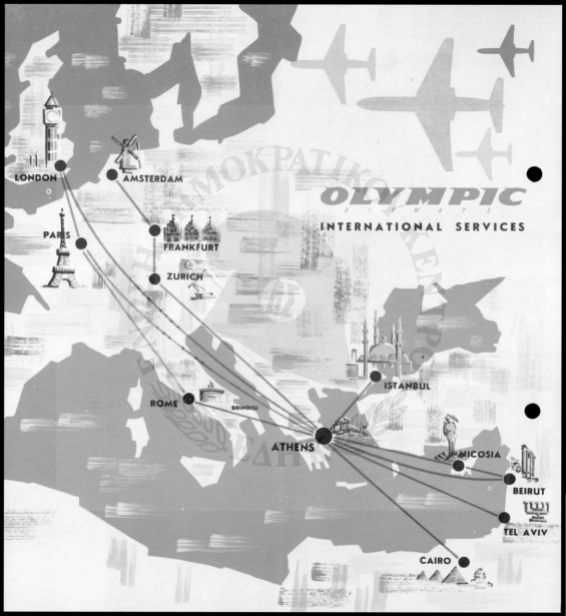 LONDON
AMSTERDAM
OLYMPIC
AIRWAYS
INTERNATIONAL SERVICES
PARIS
FRANKFURT
ZURICH
ISTANBUL
ROME
BRINDISI
ATHENS
NICOSIA
BEIRUT
TEL AVIV
CAIRO